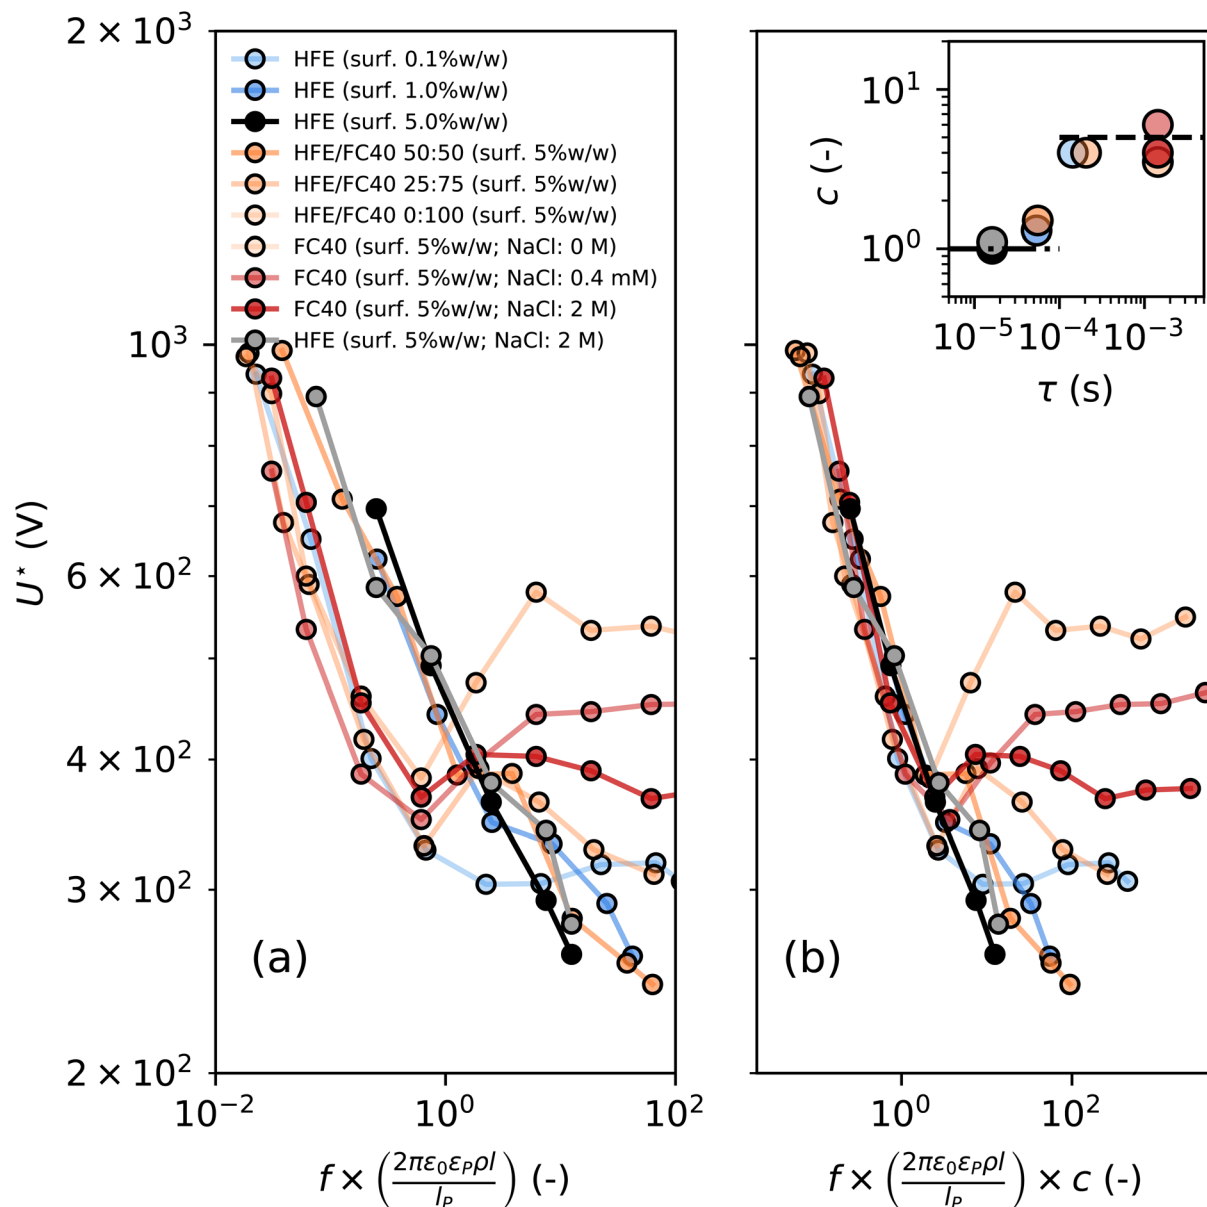 2 × 10³
HFE (surf. 0.1%w/w)
HFE (surf. 1.0%w/w)
HFE (surf. 5.0%w/w)
HFE/FC40 50:50 (surf. 5%w/w)
HFE/FC40 25:75 (surf. 5%w/w)
HFE/FC40 0:100 (surf. 5%w/w)
FC40 (surf. 5%w/w; NaCl: 0 M)
FC40 (surf. 5%w/w; NaCl: 0.4 mM)
FC40 (surf. 5%w/w; NaCl: 2 M)
HFE (surf. 5%w/w; NaCl: 2 M)
10³
6 × 10²
4 × 10²
3 × 10²
2 × 10²
U⋆ (V)
(a)
10⁻² 10⁰ 10²
f × (2πε₀ε_Pρl / l_P) (-)
10¹
10⁰
c (-)
10⁻⁵ 10⁻⁴ 10⁻³
τ (s)
(b)
10⁰ 10²
f × (2πε₀ε_Pρl / l_P) × c (-)